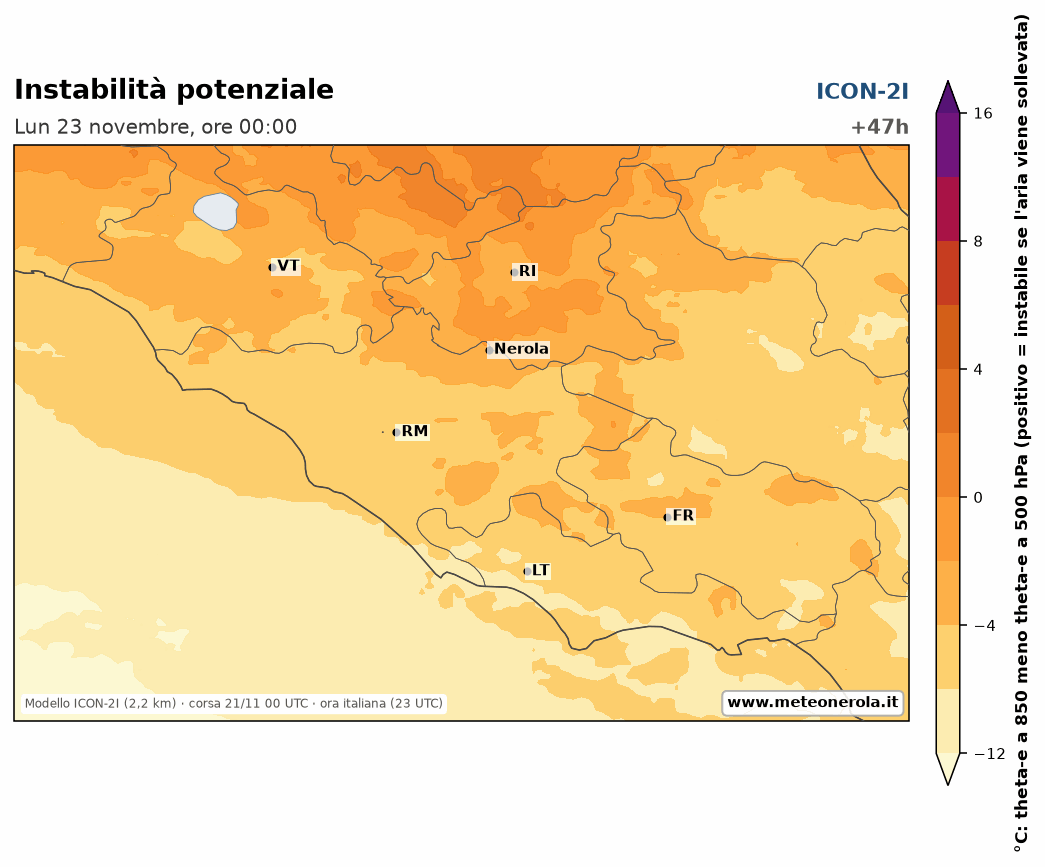 Instabilità potenziale
ICON-2I
Lun 23 novembre, ore 00:00
+47h
VT
RI
Nerola
RM
FR
LT
Modello ICON-2I (2,2 km) · corsa 21/11 00 UTC · ora italiana (23 UTC)
www.meteonerola.it
16
8
4
0
−4
−12
°C: theta-e a 850 meno theta-e a 500 hPa (positivo = instabile se l'aria viene sollevata)